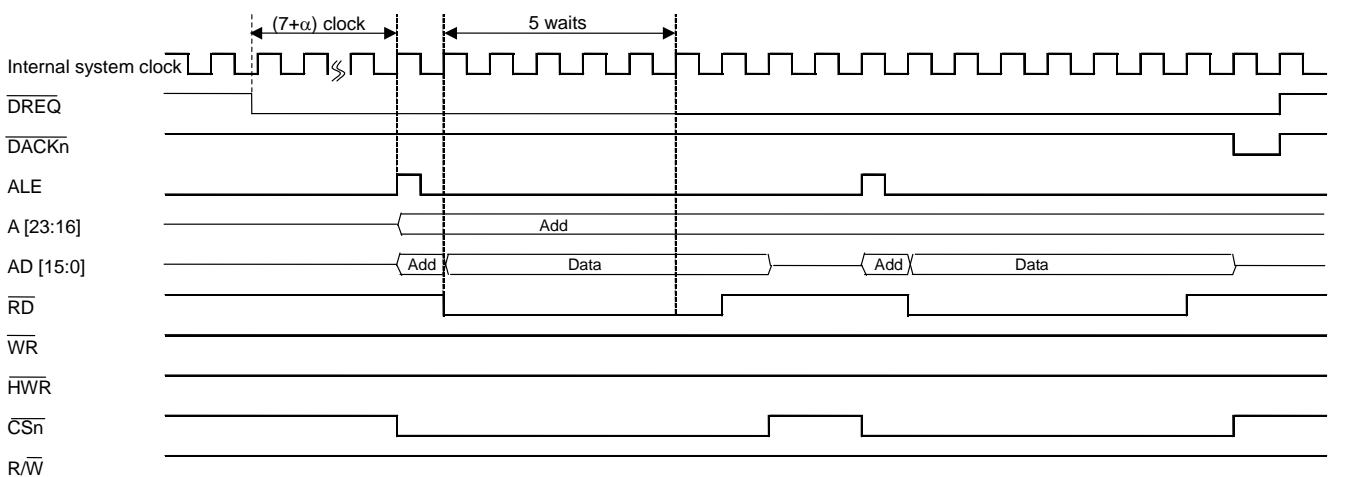 (7+α) clock 5 waits
Internal system clock
DREQ
DACKn
ALE
A [23:16] Add
AD [15:0] Add Data Add Data
RD
WR
HWR
CSn
R/W